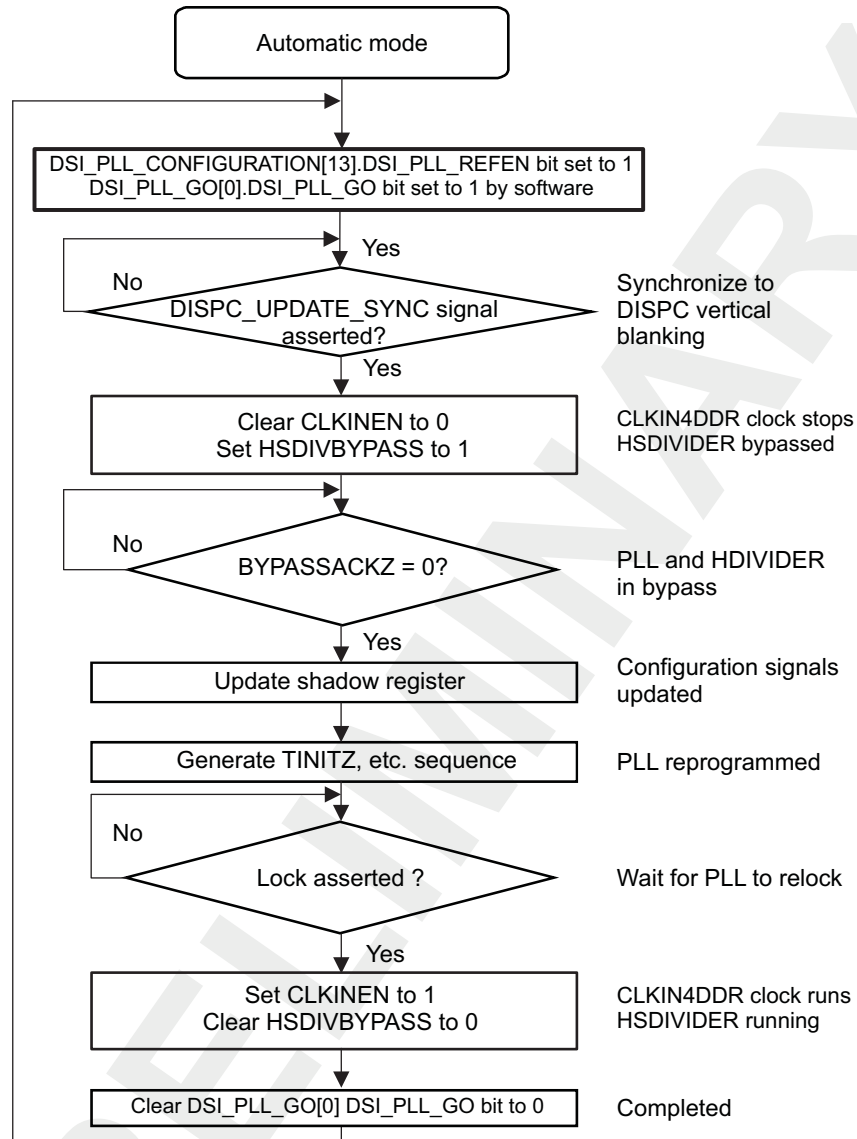 Automatic mode
DSI_PLL_CONFIGURATION[13].DSI_PLL_REFEN bit set to 1
DSI_PLL_GO[0].DSI_PLL_GO bit set to 1 by software
Yes
No
DISPC_UPDATE_SYNC signal
asserted?
Synchronize to
DISPC vertical
blanking
Yes
Clear CLKINEN to 0
Set HSDIVBYPASS to 1
CLKIN4DDR clock stops
HSDIVIDER bypassed
No
BYPASSACKZ = 0?
PLL and HDIVIDER
in bypass
Yes
Update shadow register
Configuration signals
updated
Generate TINITZ, etc. sequence
PLL reprogrammed
No
Lock asserted ?
Wait for PLL to relock
Yes
Set CLKINEN to 1
Clear HSDIVBYPASS to 0
CLKIN4DDR clock runs
HSDIVIDER running
Clear DSI_PLL_GO[0] DSI_PLL_GO bit to 0
Completed
PRELIMINARY